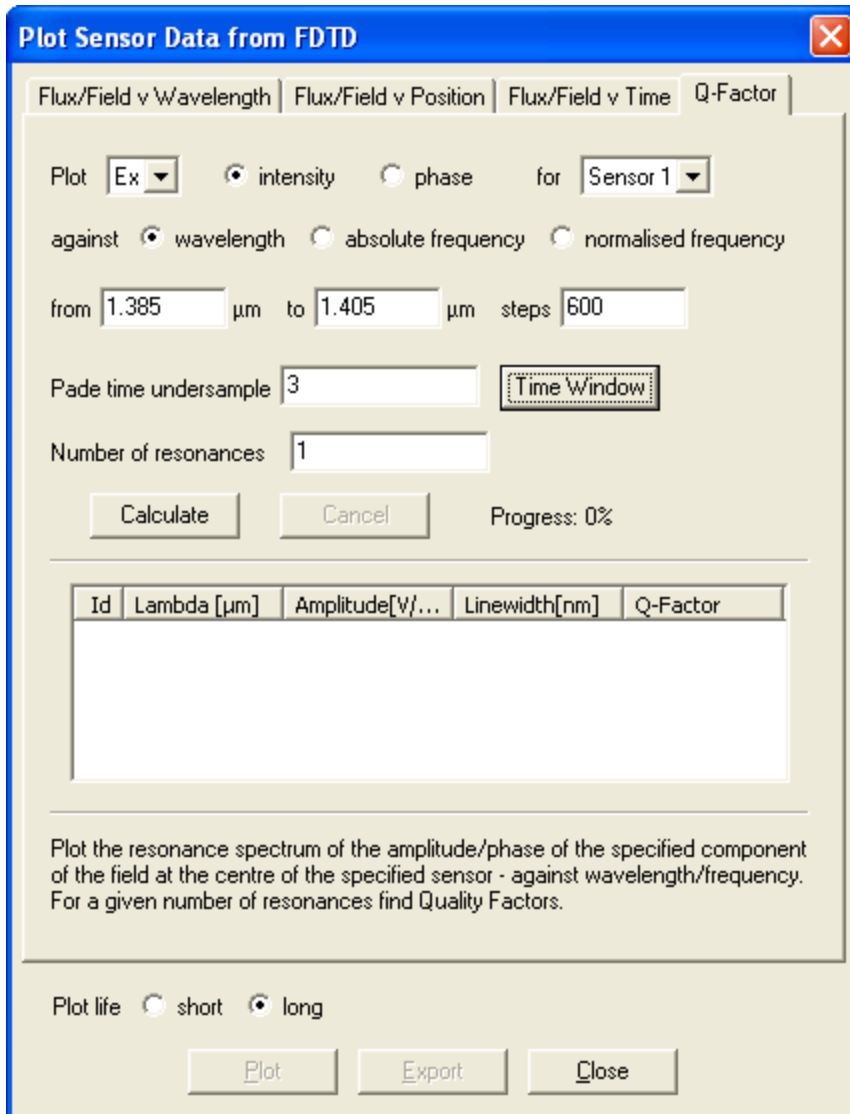 Plot Sensor Data from FDTD
Flux/Field v Wavelength Flux/Field v Position Flux/Field v Time Q-Factor
Plot Ex intensity phase for Sensor 1
against wavelength absolute frequency normalised frequency
from 1.385 µm to 1.405 µm steps 600
Pade time undersample 3 Time Window
Number of resonances 1
Calculate Cancel Progress: 0%
Id Lambda [µm] Amplitude[V/... Linewidth[nm] Q-Factor
Plot the resonance spectrum of the amplitude/phase of the specified component
of the field at the centre of the specified sensor - against wavelength/frequency.
For a given number of resonances find Quality Factors.
Plot life short long
Plot Export Close